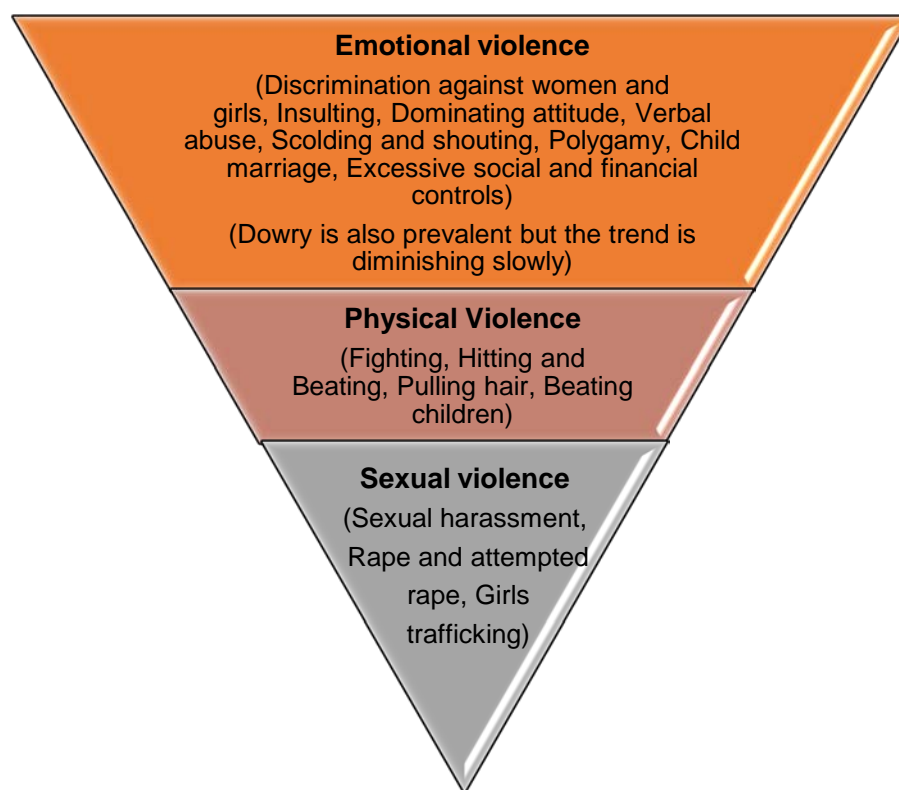 Emotional violence
(Discrimination against women and
girls, Insulting, Dominating attitude, Verbal
abuse, Scolding and shouting, Polygamy, Child
marriage, Excessive social and financial
controls)
(Dowry is also prevalent but the trend is
diminishing slowly)
Physical Violence
(Fighting, Hitting and
Beating, Pulling hair, Beating
children)
Sexual violence
(Sexual harassment,
Rape and attempted
rape, Girls
trafficking)